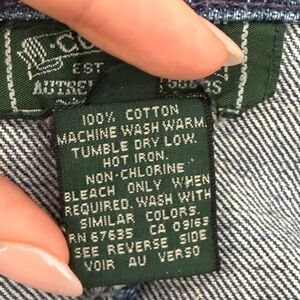 EST
100% COTTON
MACHINE WASH WARM.
TUMBLE DRY LOW.
HOT IRON.
NON-CHLORINE
BLEACH ONLY WHEN
REQUIRED. WASH WITH
SIMILAR COLORS.
RN 67635 CA 09163
SEE REVERSE SIDE
VOIR AU VERSO